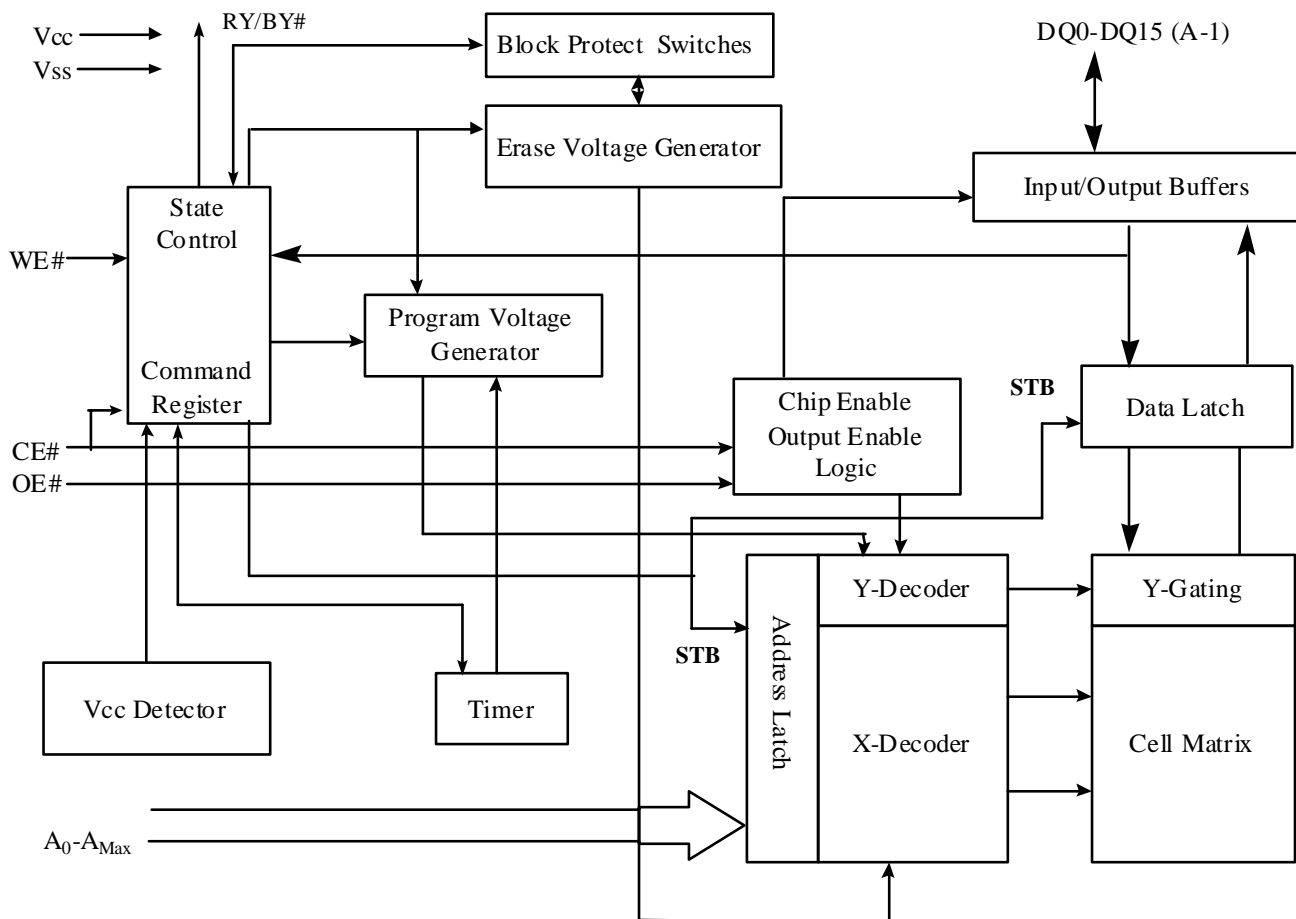 Vcc
Vss
RY/BY#
Block Protect Switches
DQ0-DQ15 (A-1)
Erase Voltage Generator
Input/Output Buffers
State
Control
WE#
Program Voltage
Generator
Command
Register
STB
Chip Enable
Output Enable
Logic
Data Latch
CE#
OE#
Y-Decoder
Y-Gating
STB
Address Latch
Vcc Detector
Timer
X-Decoder
Cell Matrix
A0-AMax